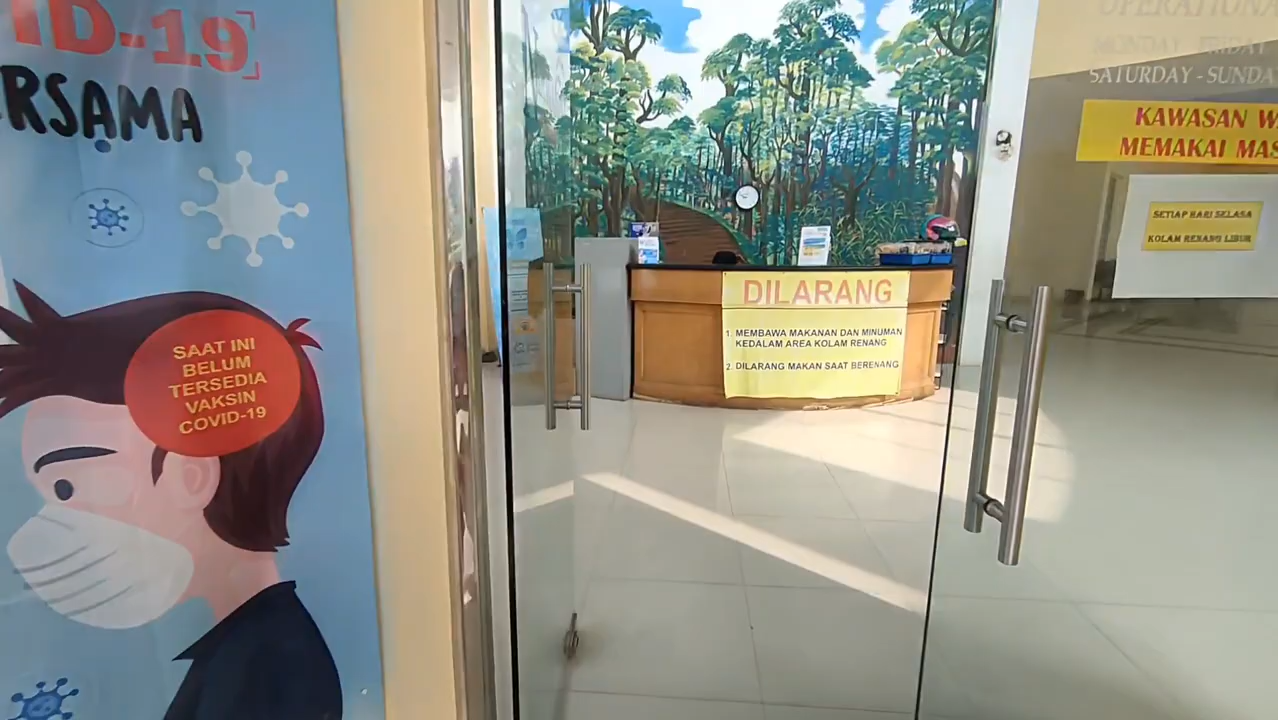 ID-19
ERSAMA
SAAT INI
BELUM
TERSEDIA
VAKSIN
COVID-19
DILARANG
1. MEMBAWA MAKANAN DAN MINUMAN
KEDALAM AREA KOLAM RENANG
2. DILARANG MAKAN SAAT BERENANG
OPERATIONA
MONDAY - FRIDAY
SATURDAY - SUNDA
KAWASAN W
MEMAKAI MAS
SETIAP HARI SELASA
KOLAM RENANG LIBUR